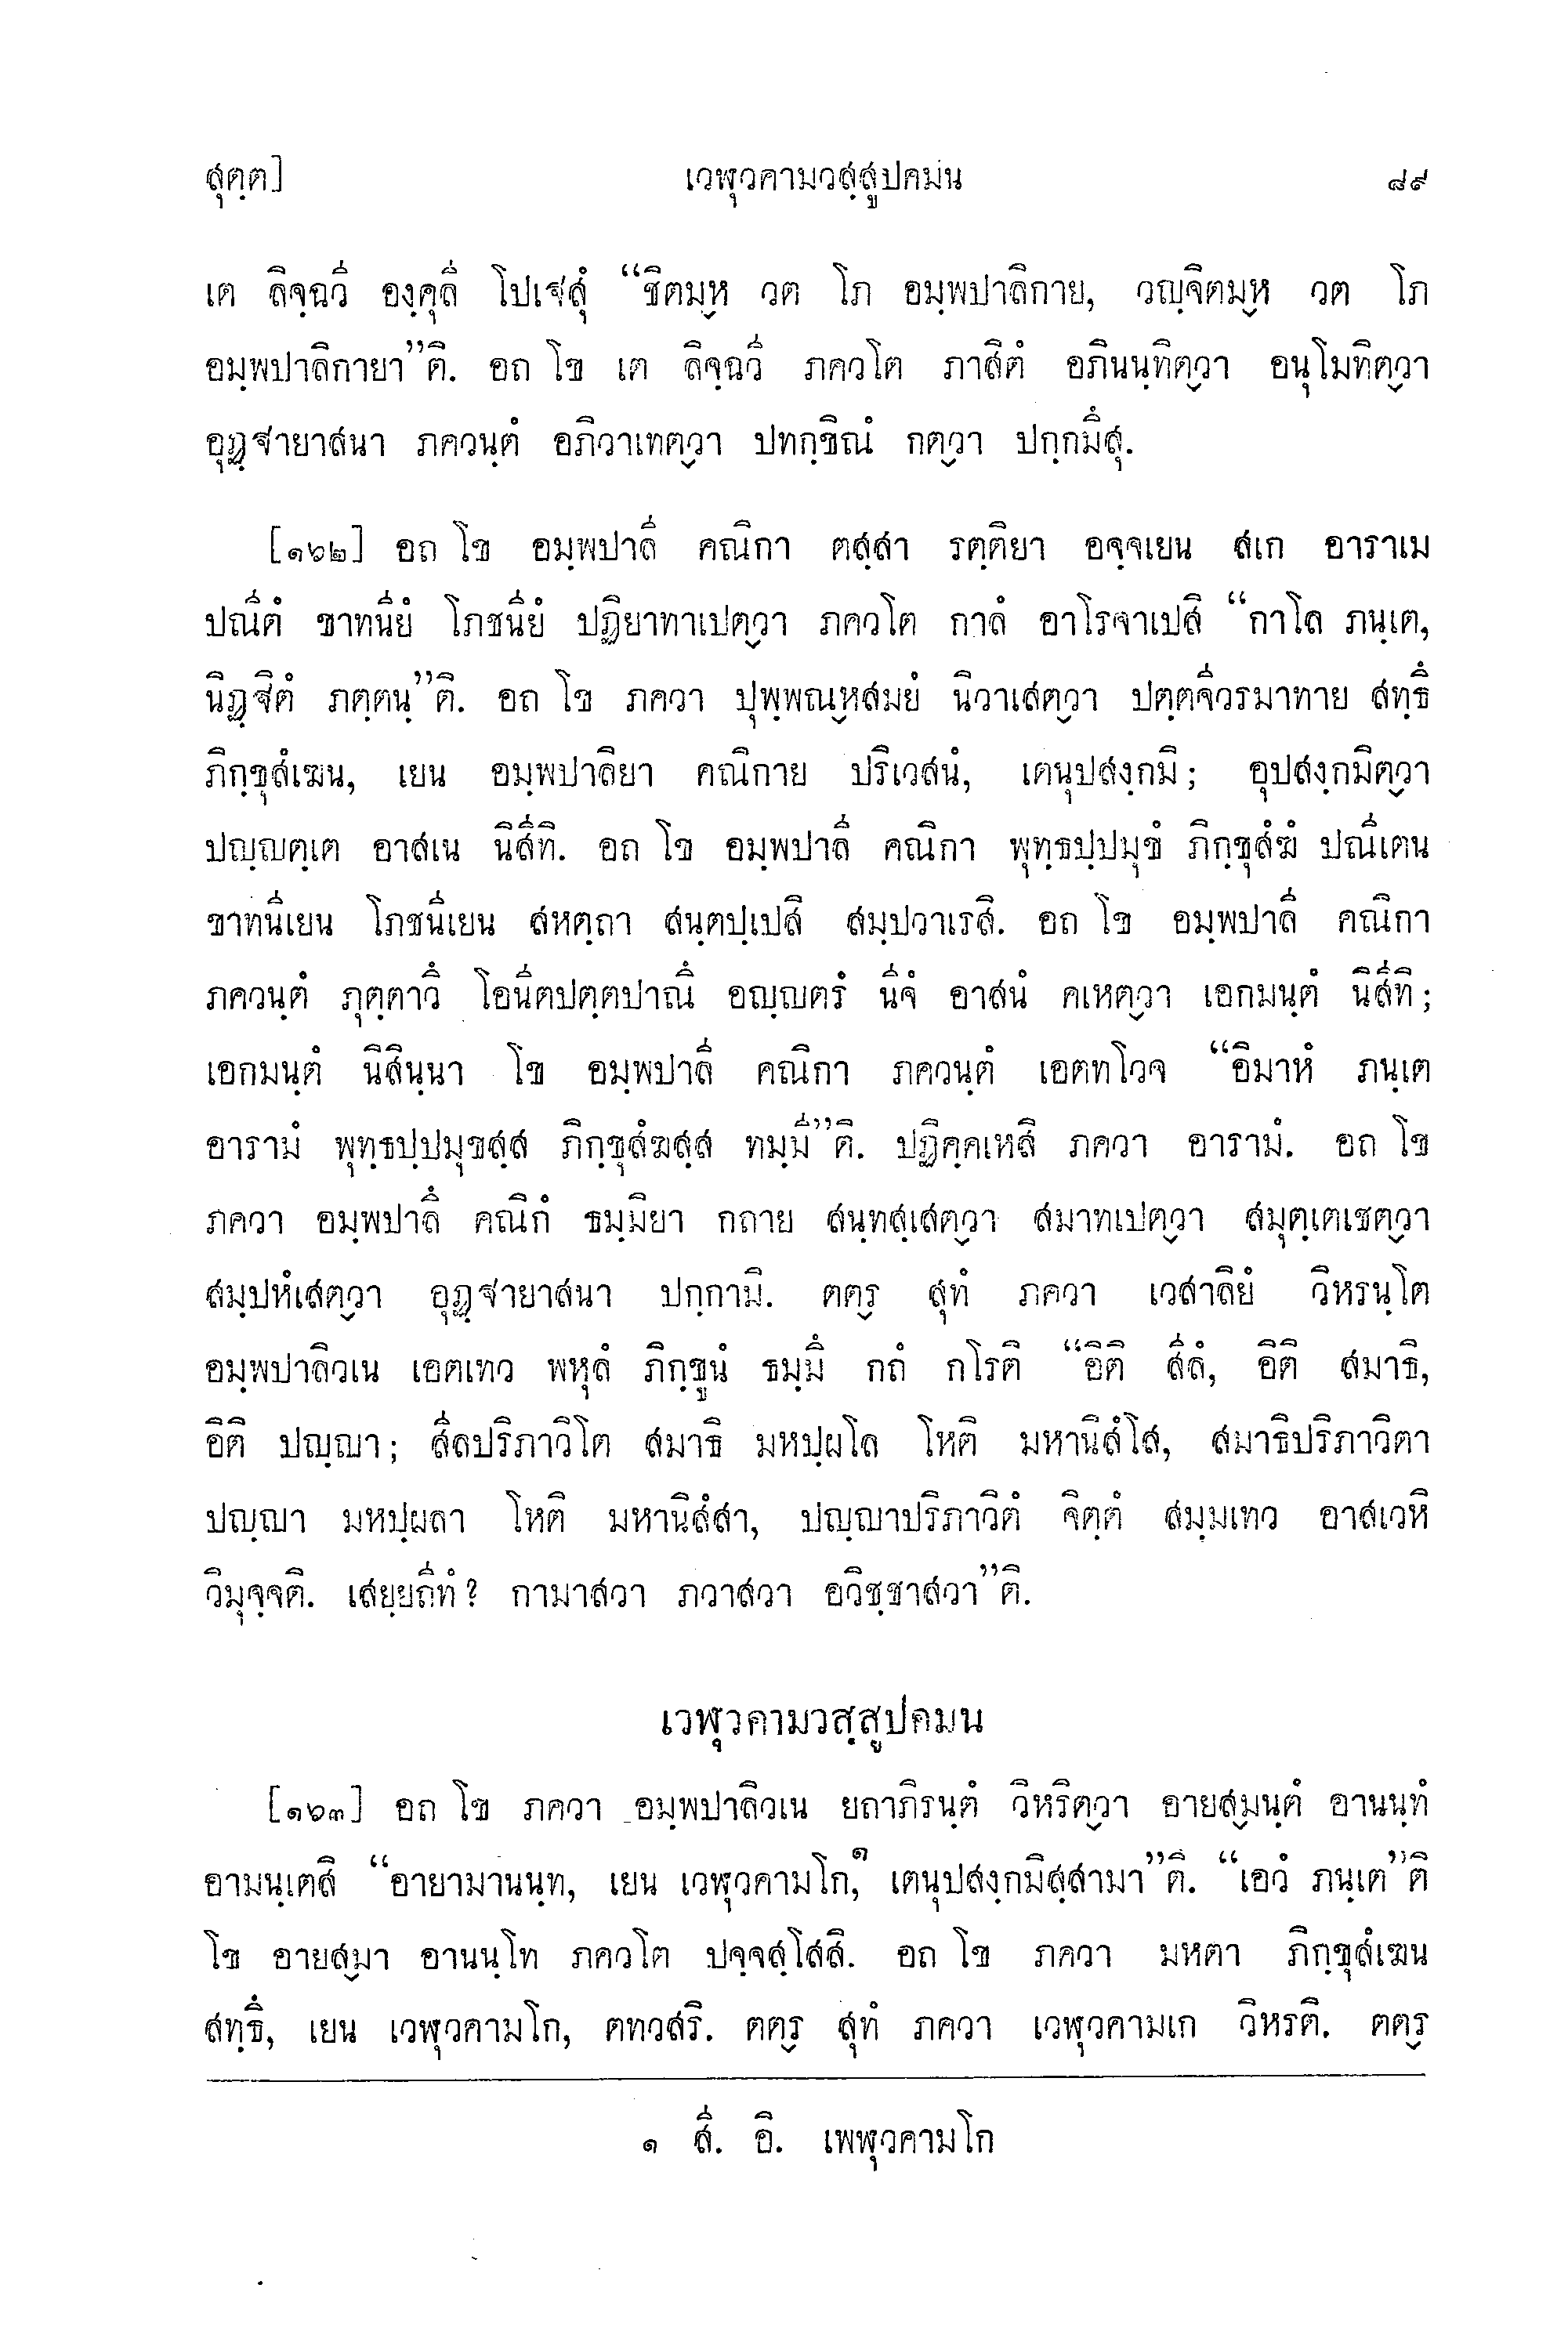 สุตฺต]
เวฬุวคามวสฺสูปคมน
๘๙
เต ลิจฺฉวี องฺคุลี โปเฐสุํ “ชิตมฺห วต โภ อมฺพปาลิกาย, วญฺจิตมฺห วต โภ
อมฺพปาลิกายา”ติ. อถ โข เต ลิจฺฉวี ภควโต ภาสิตํ อภินนฺทิตฺวา อนุโมทิตฺวา
อุฏฺฐายาสนา ภควนฺตํ อภิวาเทตฺวา ปทกฺขิณํ กตฺวา ปกฺกมึสุ.
[๑๖๒] อถ โข อมฺพปาลี คณิกา ตสฺสา รตฺติยา อจฺจเยน สเก อาราเม
ปณีตํ ขาทนียํ โภชนียํ ปฏิยาทาเปตฺวา ภควโต กาลํ อาโรจาเปสิ “กาโล ภนฺเต,
นิฏฺฐิตํ ภตฺตนฺ”ติ. อถ โข ภควา ปุพฺพณฺหสมยํ นิวาเสตฺวา ปตฺตจีวรมาทาย สทฺธึ
ภิกฺขุสํเฆน, เยน อมฺพปาลิยา คณิกาย ปริเวสนํ, เตนุปสงฺกมิ; อุปสงฺกมิตฺวา
ปญฺญตฺเต อาสเน นิสีทิ. อถ โข อมฺพปาลี คณิกา พุทฺธปฺปมุขํ ภิกฺขุสํฆํ ปณีเตน
ขาทนีเยน โภชนีเยน สหตฺถา สนฺตปฺเปสิ สมฺปวาเรสิ. อถ โข อมฺพปาลี คณิกา
ภควนฺตํ ภุตฺตาวึ โอนีตปตฺตปาณึ อญฺญตรํ นีจํ อาสนํ คเหตฺวา เอกมนฺตํ นิสีทิ;
เอกมนฺตํ นิสินฺนา โข อมฺพปาลี คณิกา ภควนฺตํ เอตทโวจ “อิมาหํ ภนฺเต
อารามํ พุทฺธปฺปมุขสฺส ภิกฺขุสํฆสฺส ทมฺมี”ติ. ปฏิคฺคเหสิ ภควา อารามํ. อถ โข
ภควา อมฺพปาลึ คณิกํ ธมฺมิยา กถาย สนฺทสฺเสตฺวา สมาทเปตฺวา สมุตฺเตเชตฺวา
สมฺปหํเสตฺวา อุฏฺฐายาสนา ปกฺกามิ. ตตฺร สุทํ ภควา เวสาลิยํ วิหรนฺโต
อมฺพปาลิวเน เอตเทว พหุลํ ภิกฺขูนํ ธมฺมึ กถํ กโรติ “อิติ สีลํ, อิติ สมาธิ,
อิติ ปญฺญา; สีลปริภาวิโต สมาธิ มหปฺผโล โหติ มหานิสํโส, สมาธิปริภาวิตา
ปญฺญา มหปฺผลา โหติ มหานิสํสา, ปญฺญาปริภาวิตํ จิตฺตํ สมฺมเทว อาสเวหิ
วิมุจฺจติ. เสยฺยถีทํ? กามาสวา ภวาสวา อวิชฺชาสวา”ติ.
เวฬุวคามวสฺสูปคมน
[๑๖๓] อถ โข ภควา อมฺพปาลิวเน ยถาภิรนฺตํ วิหริตฺวา อายสฺมนฺตํ อานนฺทํ
อามนฺเตสิ “อายามานนฺท, เยน เวฬุวคามโก,๑ เตนุปสงฺกมิสฺสามา”ติ. “เอวํ ภนฺเต”ติ
โข อายสฺมา อานนฺโท ภควโต ปจฺจสฺโสสิ. อถ โข ภควา มหตา ภิกฺขุสํเฆน
สทฺธึ, เยน เวฬุวคามโก, ตทวสริ. ตตฺร สุทํ ภควา เวฬุวคามเก วิหรติ. ตตฺร
๑ สี. อิ. เพฬุวคามโก